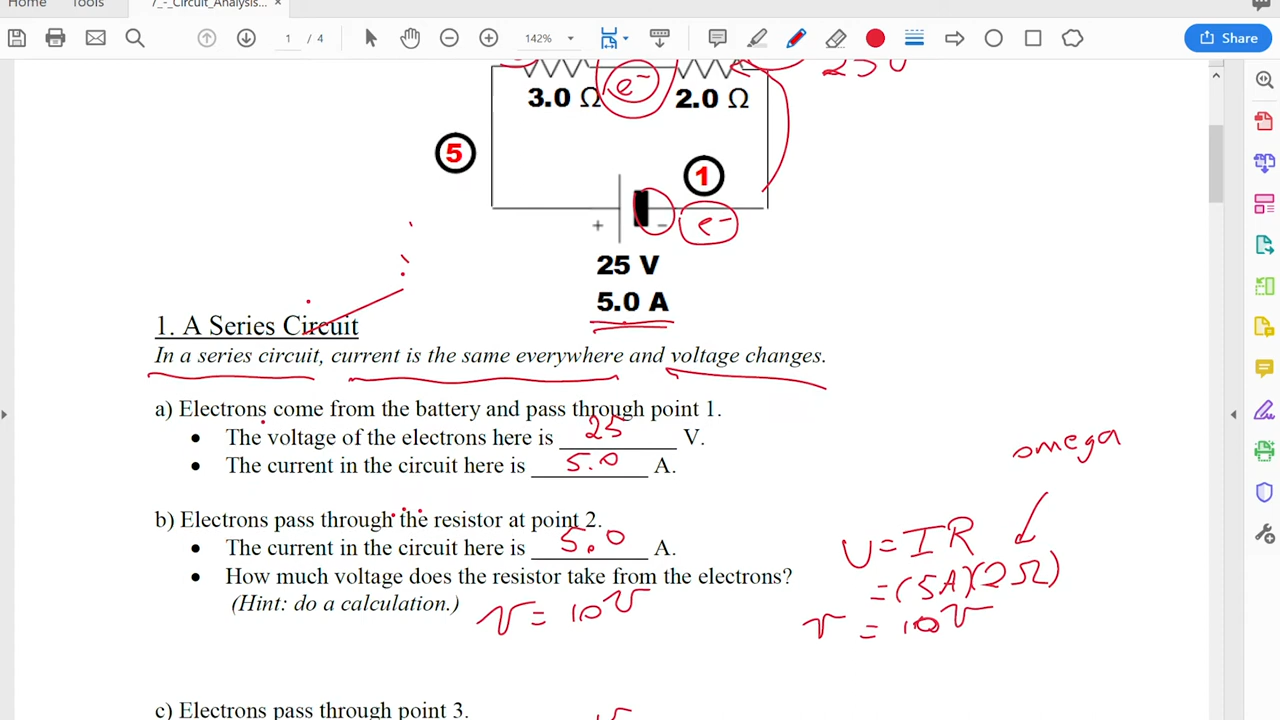 Home Tools 7_-_Circuit_Analysis... ×
1 / 4 142% Share
25V
3.0 Ω e⁻ 2.0 Ω
5
1
+ - e⁻
25 V
5.0 A
1. A Series Circuit
In a series circuit, current is the same everywhere and voltage changes.
a) Electrons come from the battery and pass through point 1.
• The voltage of the electrons here is 25 V.
• The current in the circuit here is 5.0 A.
omega
b) Electrons pass through the resistor at point 2.
• The current in the circuit here is 5.0 A.
V = IR
• How much voltage does the resistor take from the electrons?
= (5A)(2Ω)
(Hint: do a calculation.) V = 10V
V = 10V
c) Electrons pass through point 3.